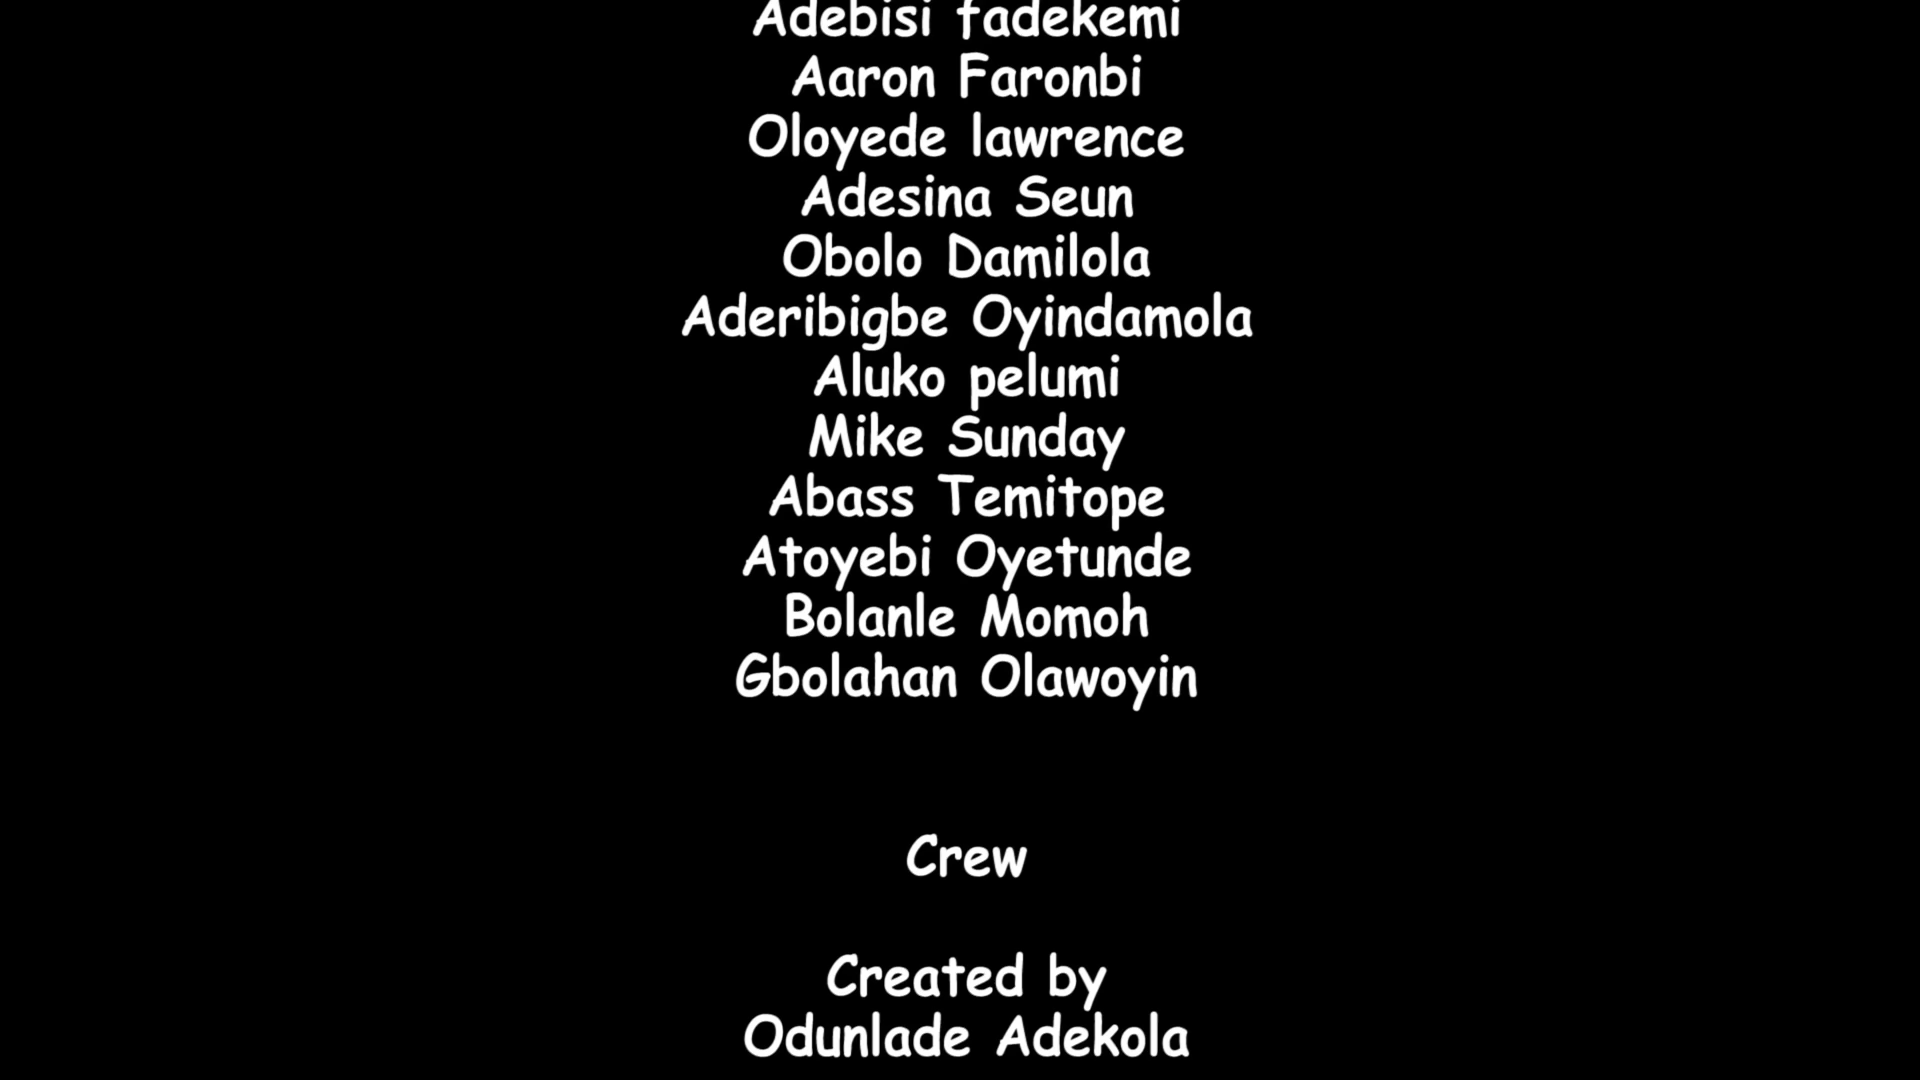 Adebisi fadekemi
Aaron Faronbi
Oloyede lawrence
Adesina Seun
Obolo Damilola
Aderibigbe Oyindamola
Aluko pelumi
Mike Sunday
Abass Temitope
Atoyebi Oyetunde
Bolanle Momoh
Gbolahan Olawoyin
Crew
Created by
Odunlade Adekola